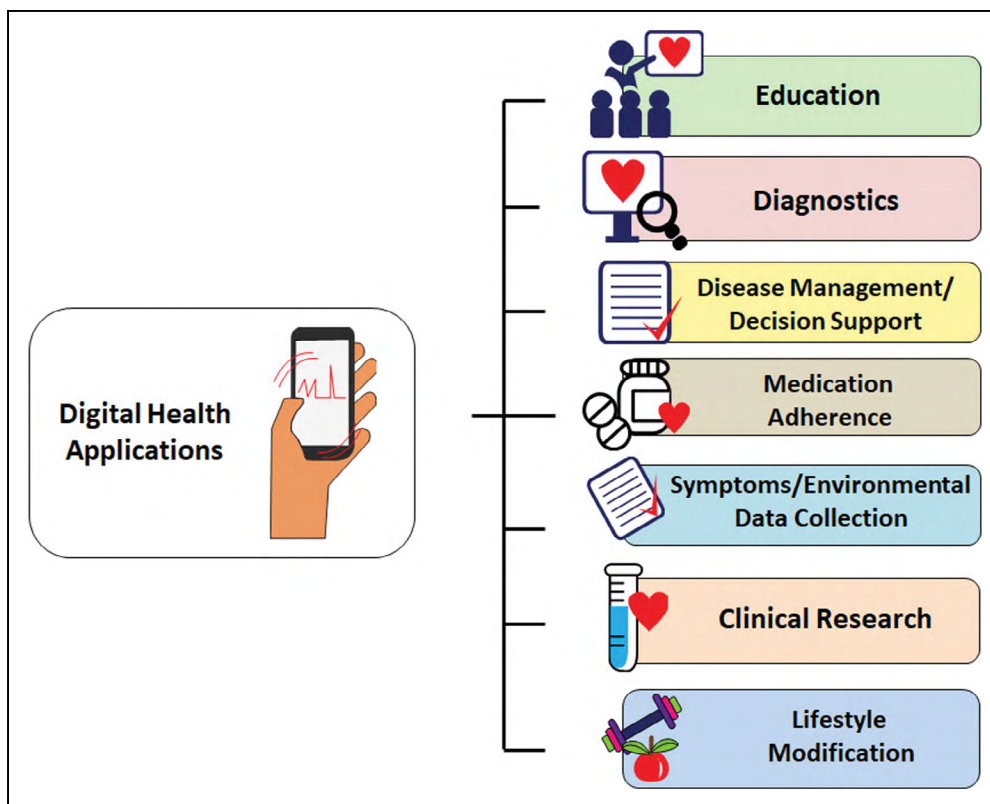 Education
Diagnostics
Disease Management/
Decision Support
Digital Health
Applications
Medication
Adherence
Symptoms/Environmental
Data Collection
Clinical Research
Lifestyle
Modification